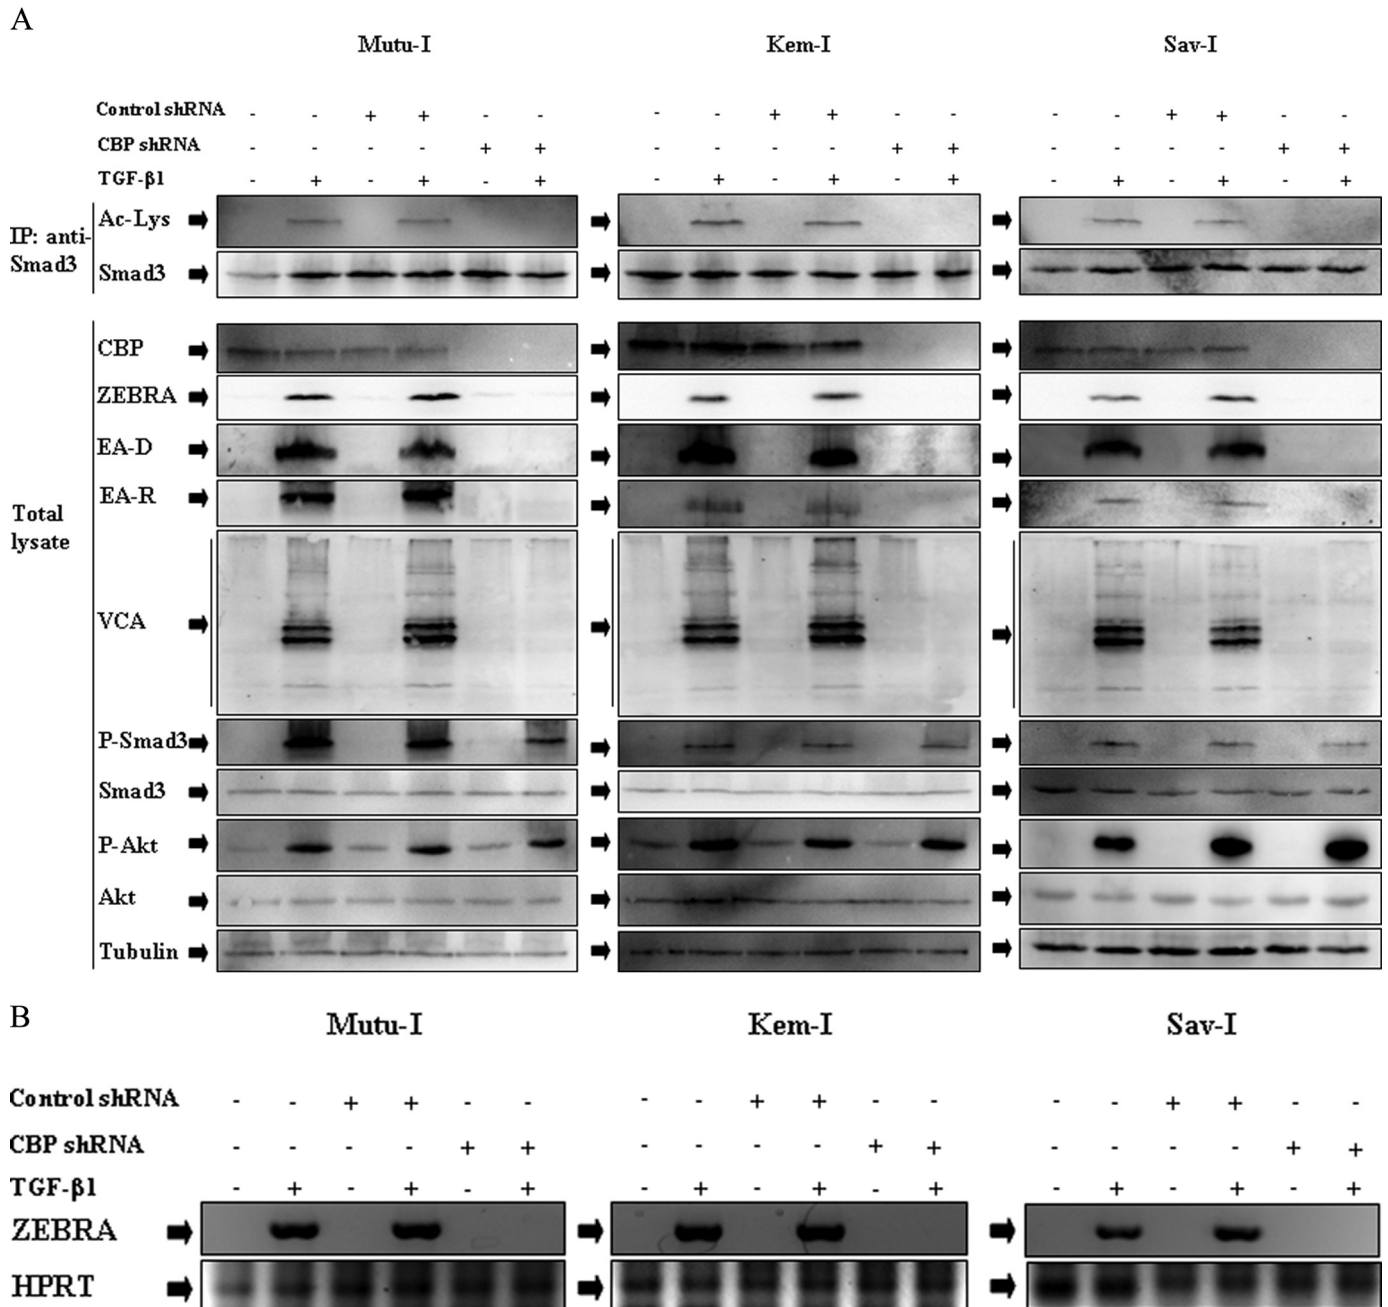 A
Mutu-I Kem-I Sav-I
Control shRNA - - + + - - - - + + - - - - + + - -
CBP shRNA - - - - + + - - - - + + - - - - + +
TGF-β1 - + - + - + - + - + - + - + - + - +
IP: anti-
Smad3
Ac-Lys
Smad3
Total
lysate
CBP
ZEBRA
EA-D
EA-R
VCA
P-Smad3
Smad3
P-Akt
Akt
Tubulin
B
Mutu-I Kem-I Sav-I
Control shRNA - - + + - - - - + + - - - - + + - -
CBP shRNA - - - - + + - - - - + + - - - - + +
TGF-β1 - + - + - + - + - + - + - + - + - +
ZEBRA
HPRT